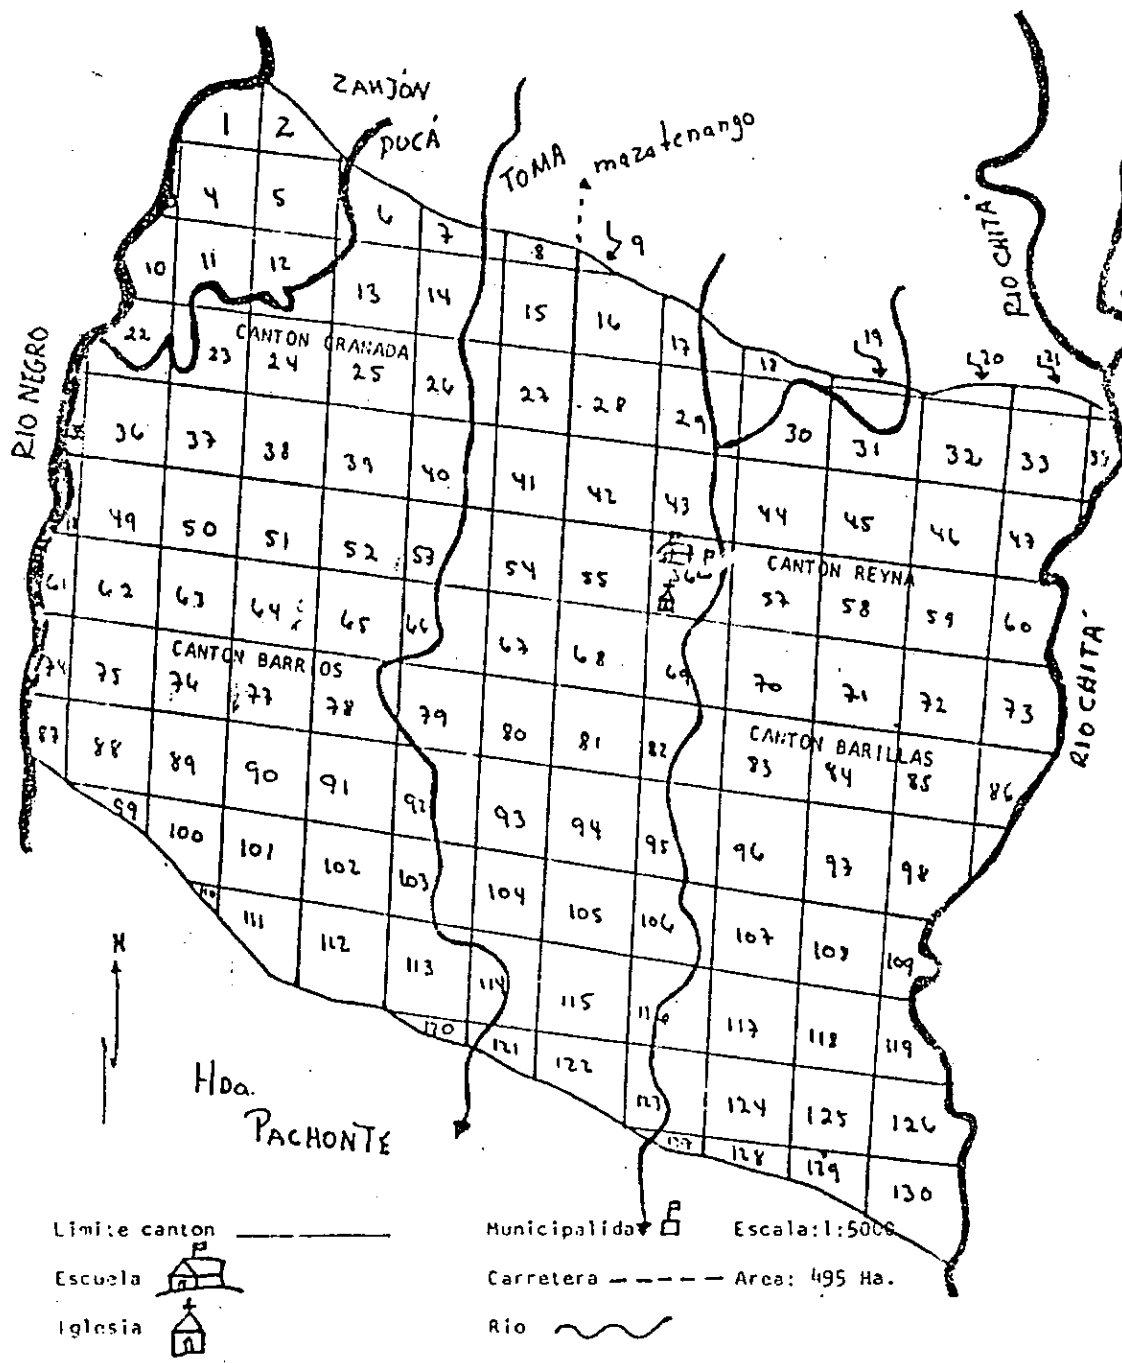 ZANJÓN
PUCÁ
TOMA
mazatenango
RIO CHITÁ
RIO NEGRO
1 2
4 5 6 7 8 9
10 11 12 13 14 15 16 17 18 19 20 21
CANTON GRANADA
22 23 24 25 26 27 28 29 30 31 32 33
36 37 38 39 40 41 42 43 44 45 46 47
CANTON REYNA
49 50 51 52 53 54 55 57 58 59 60
61 62 63 64 65 66 67 68 69 70 71 72 73
CANTON BARRIOS
74 75 76 77 78 79 80 81 82 83 84 85 86
CANTON BARILLAS
RIO CHITÁ
87 88 89 90 91 92 93 94 95 96 97 98
99 100 101 102 103 104 105 106 107 108 109
111 112 113 114 115 116 117 118 119
120 121 122 123 124 125 126
127 128 129 130
N
HDa.
PACHONTE
Limite canton
Municipalidad
Escala:1:5000
Escuela
Carretera
Area: 495 Ha.
Iglesia
Rio